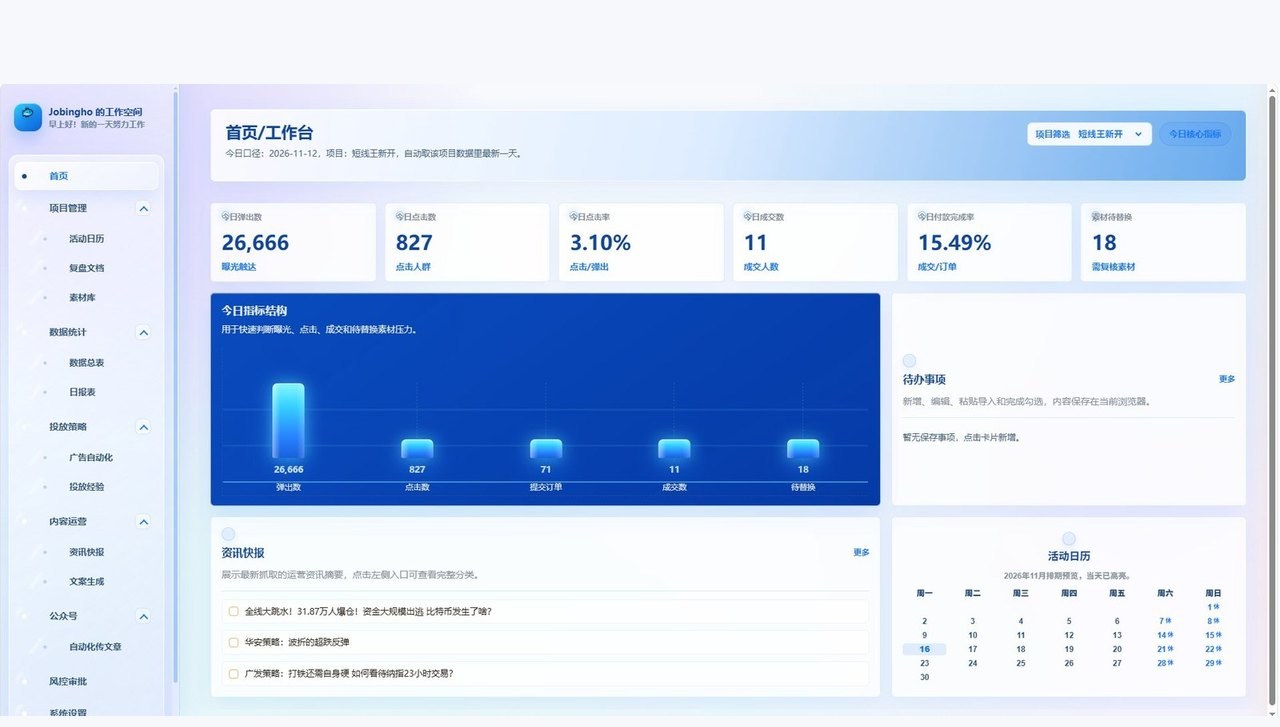 Jobingho 的工作空间
早上好！新的一天努力工作
首页
项目管理
活动日历
复盘文档
素材库
数据统计
数据总表
日报表
投放策略
广告自动化
投放经验
内容运营
资讯快报
文案生成
公众号
自动化传文章
风控审批
系统设置
首页/工作台
今日口径：2026-11-12，项目：短线王新开，自动取该项目数据里最新一天。
项目筛选 短线王新开
今日核心指标
今日弹出数
26,666
曝光触达
今日点击数
827
点击人群
今日点击率
3.10%
点击/弹出
今日成交数
11
成交人数
今日付款完成率
15.49%
成交/订单
素材待替换
18
需复核素材
今日指标结构
用于快速判断曝光、点击、成交和待替换素材压力。
26,666 827 71 11 18
弹出数 点击数 提交订单 成交数 待替换
待办事项
更多
新增、编辑、粘贴导入和完成勾选，内容保存在当前浏览器。
暂无保存事项，点击卡片新增。
资讯快报
更多
展示最新抓取的运营资讯摘要，点击左侧入口可查看完整分类。
全线大跳水！31.87万人爆仓！资金大规模出逃 比特币发生了啥?
华安策略：波折的超跌反弹
广发策略：打铁还需自身硬 如何看待纳指23小时交易?
活动日历
2026年11月排期预览，当天已高亮。
周一 周二 周三 周四 周五 周六 周日
1 休
2 3 4 5 6 7 休 8 休
9 10 11 12 13 14 休 15 休
16 17 18 19 20 21 休 22 休
23 24 25 26 27 28 休 29 休
30